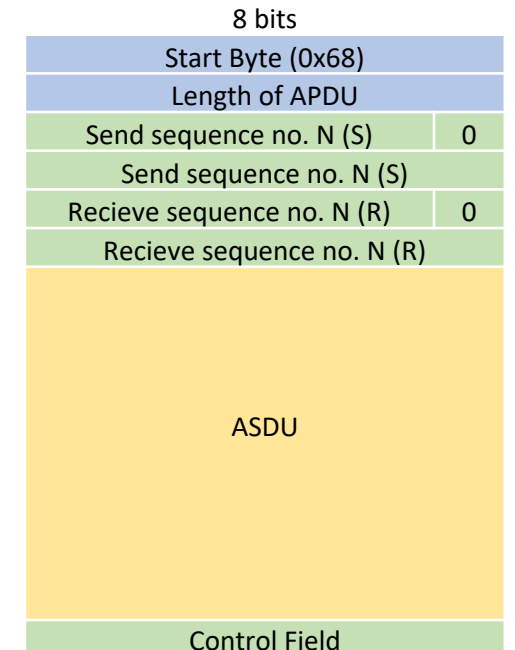 8 bits
Start Byte (0x68)
Length of APDU
Send sequence no. N (S) 0
Send sequence no. N (S)
Recieve sequence no. N (R) 0
Recieve sequence no. N (R)
ASDU
Control Field